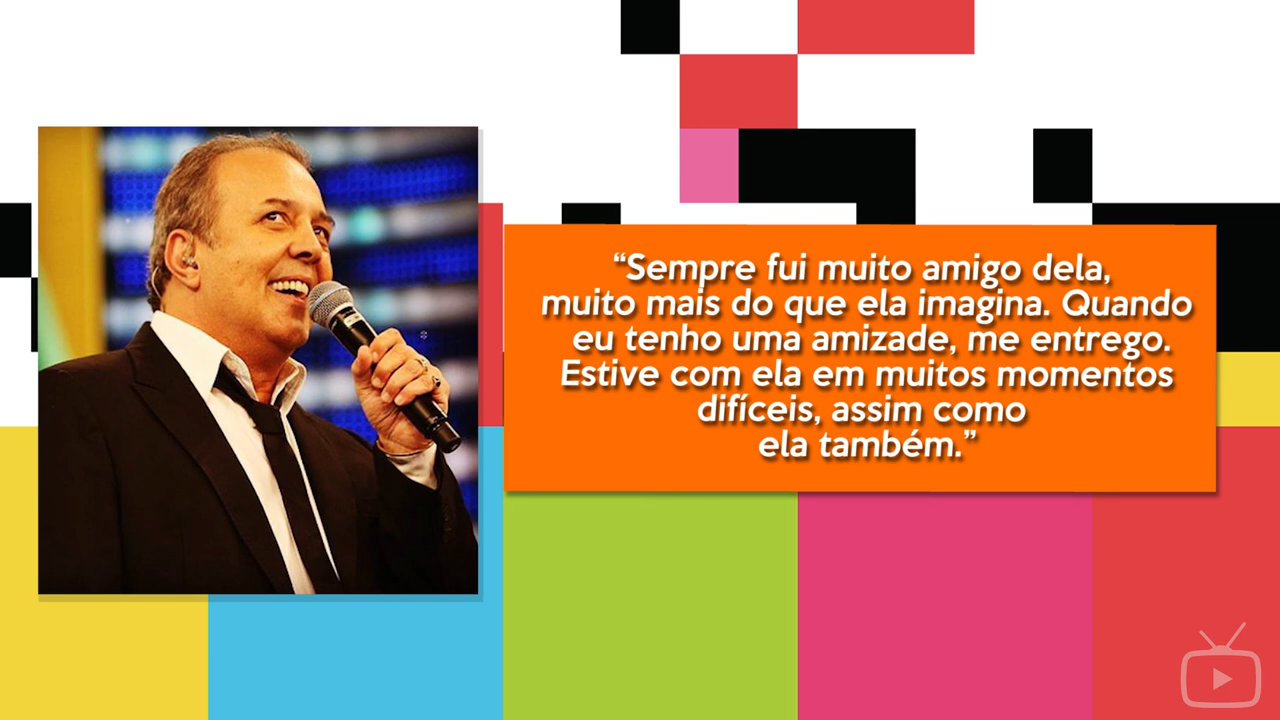 “Sempre fui muito amigo dela,
muito mais do que ela imagina. Quando
eu tenho uma amizade, me entrego.
Estive com ela em muitos momentos
difíceis, assim como
ela também.”